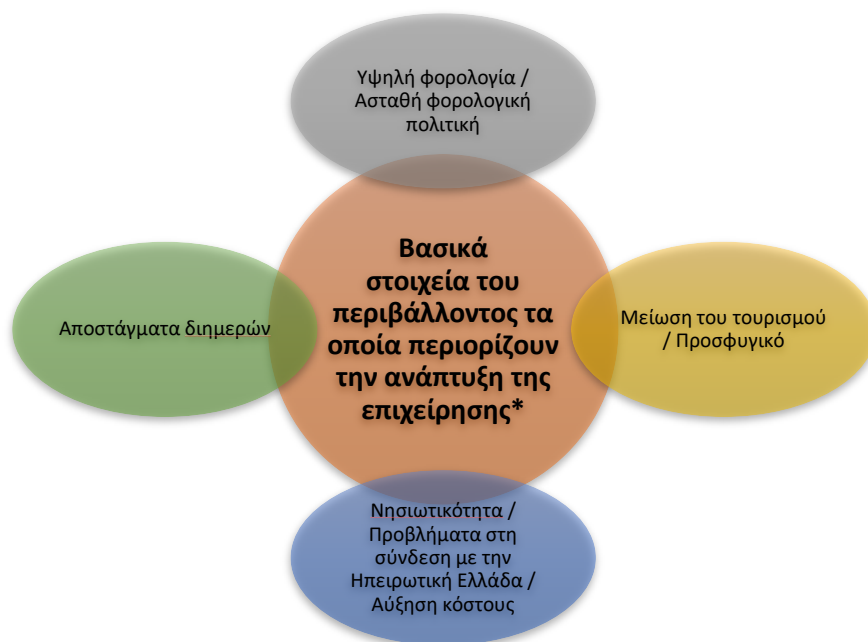 Υψηλή φορολογία /
Ασταθή φορολογική
πολιτική
Βασικά
στοιχεία του
περιβάλλοντος τα
οποία περιορίζουν
την ανάπτυξη της
επιχείρησης*
Αποστάγματα διημερών
Μείωση του τουρισμού
/ Προσφυγικό
Νησιωτικότητα /
Προβλήματα στη
σύνδεση με την
Ηπειρωτική Ελλάδα /
Αύξηση κόστους